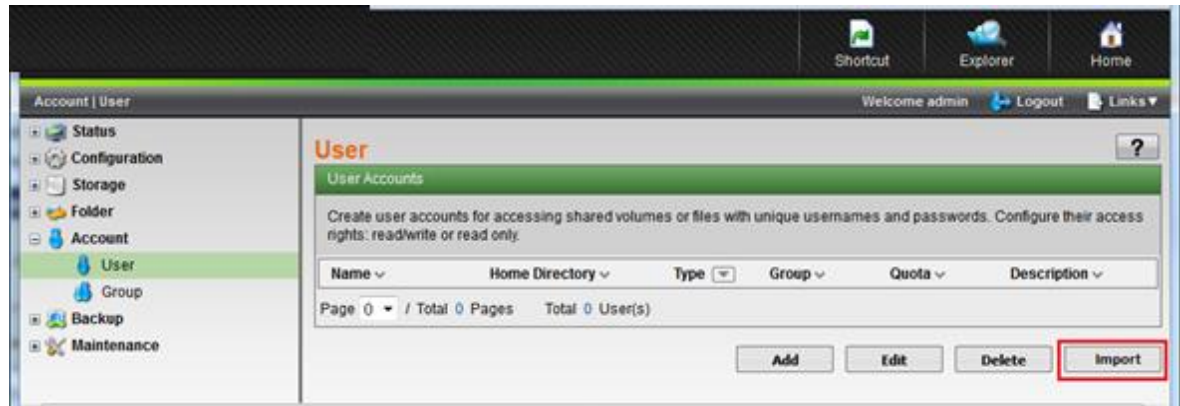 Shortcut Explorer Home
Account | User Welcome admin Logout Links
Status
Configuration
Storage
Folder
Account
User
Group
Backup
Maintenance
User ?
User Accounts
Create user accounts for accessing shared volumes or files with unique usernames and passwords. Configure their access
rights: read/write or read only.
Name Home Directory Type Group Quota Description
Page 0 / Total 0 Pages Total 0 User(s)
Add Edit Delete Import